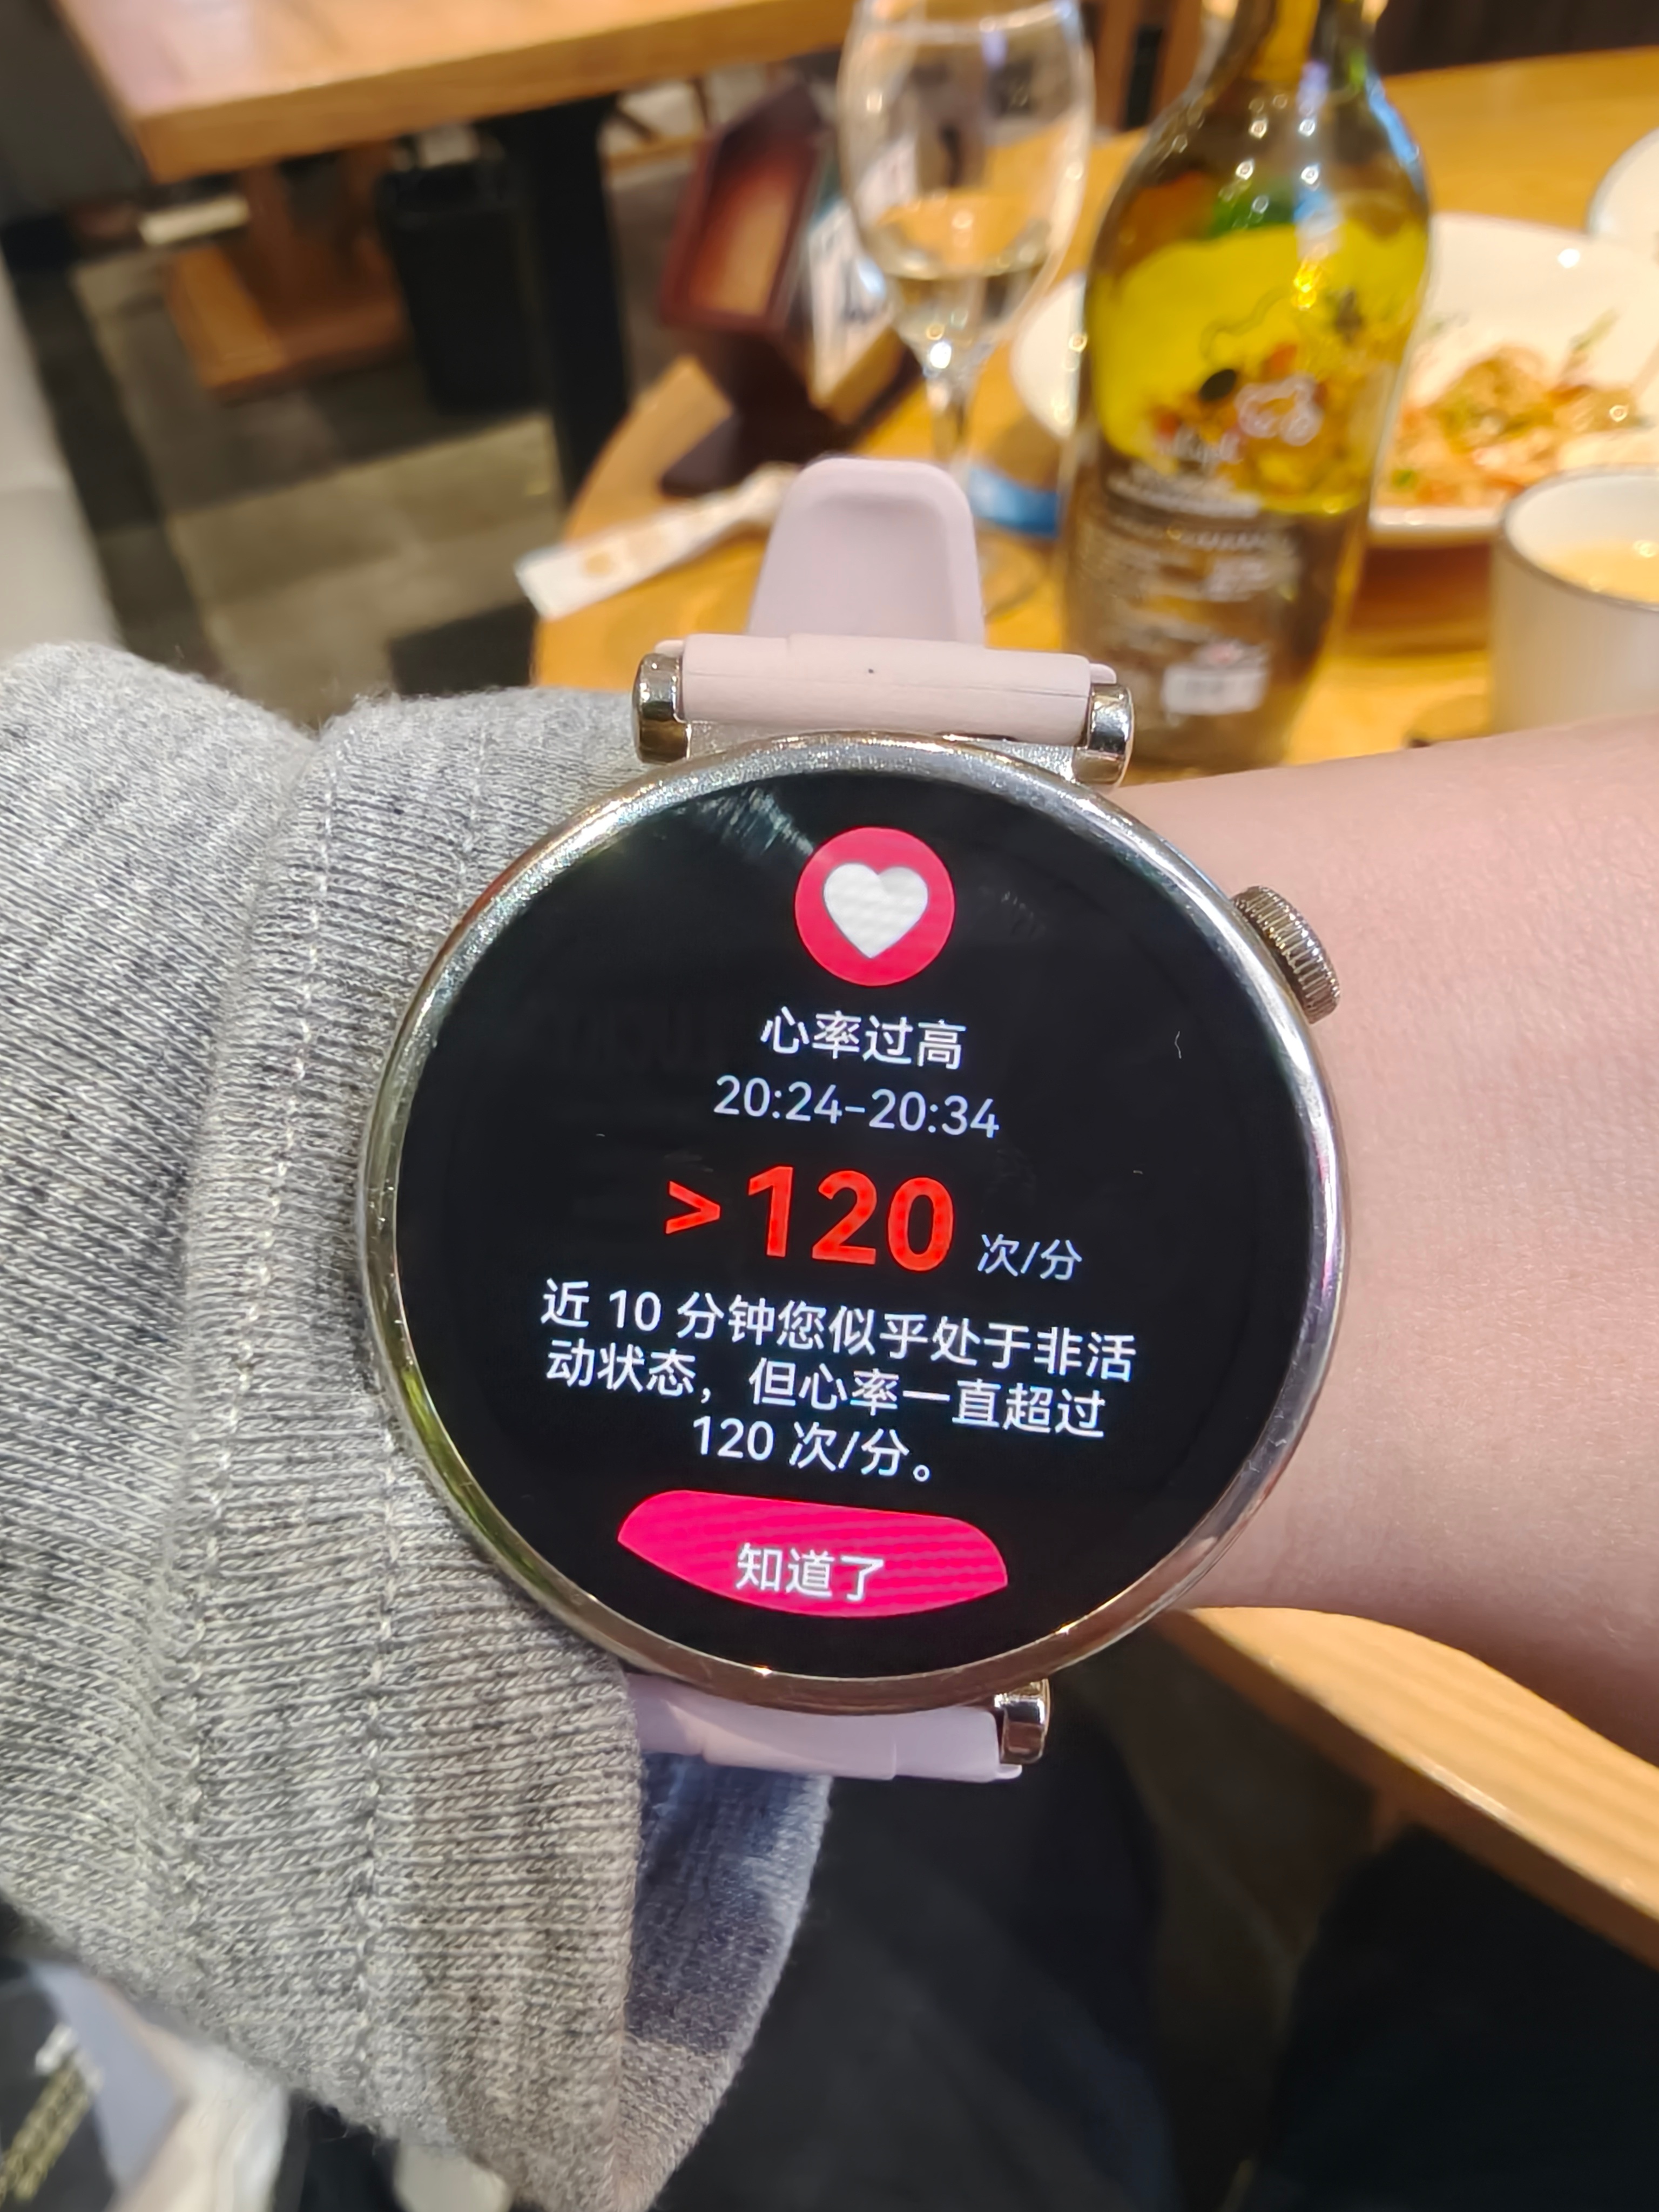 心率过高
20:24-20:34
>120 次/分
近 10 分钟您似乎处于非活
动状态，但心率一直超过
120 次/分。
知道了